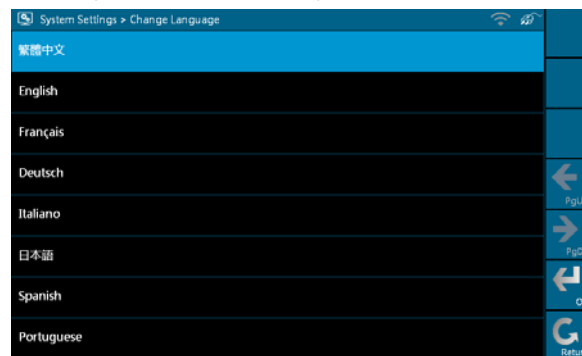 System Settings > Change Language
繁體中文
English
Français
Deutsch
Italiano
日本語
Spanish
Portuguese